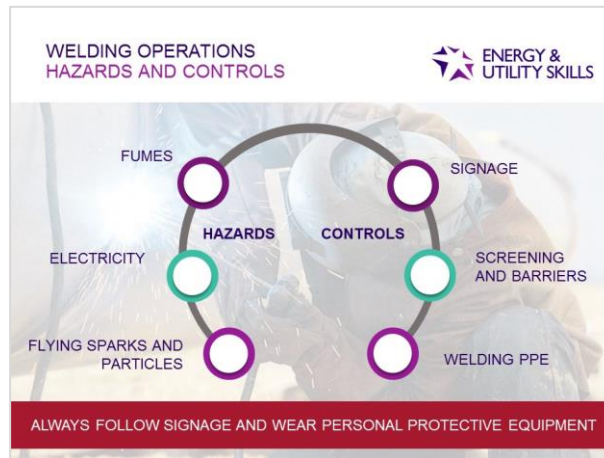 WELDING OPERATIONS
HAZARDS AND CONTROLS
ENERGY &
UTILITY SKILLS
FUMES
ELECTRICITY
FLYING SPARKS AND
PARTICLES
HAZARDS
CONTROLS
SIGNAGE
SCREENING
AND BARRIERS
WELDING PPE
ALWAYS FOLLOW SIGNAGE AND WEAR PERSONAL PROTECTIVE EQUIPMENT